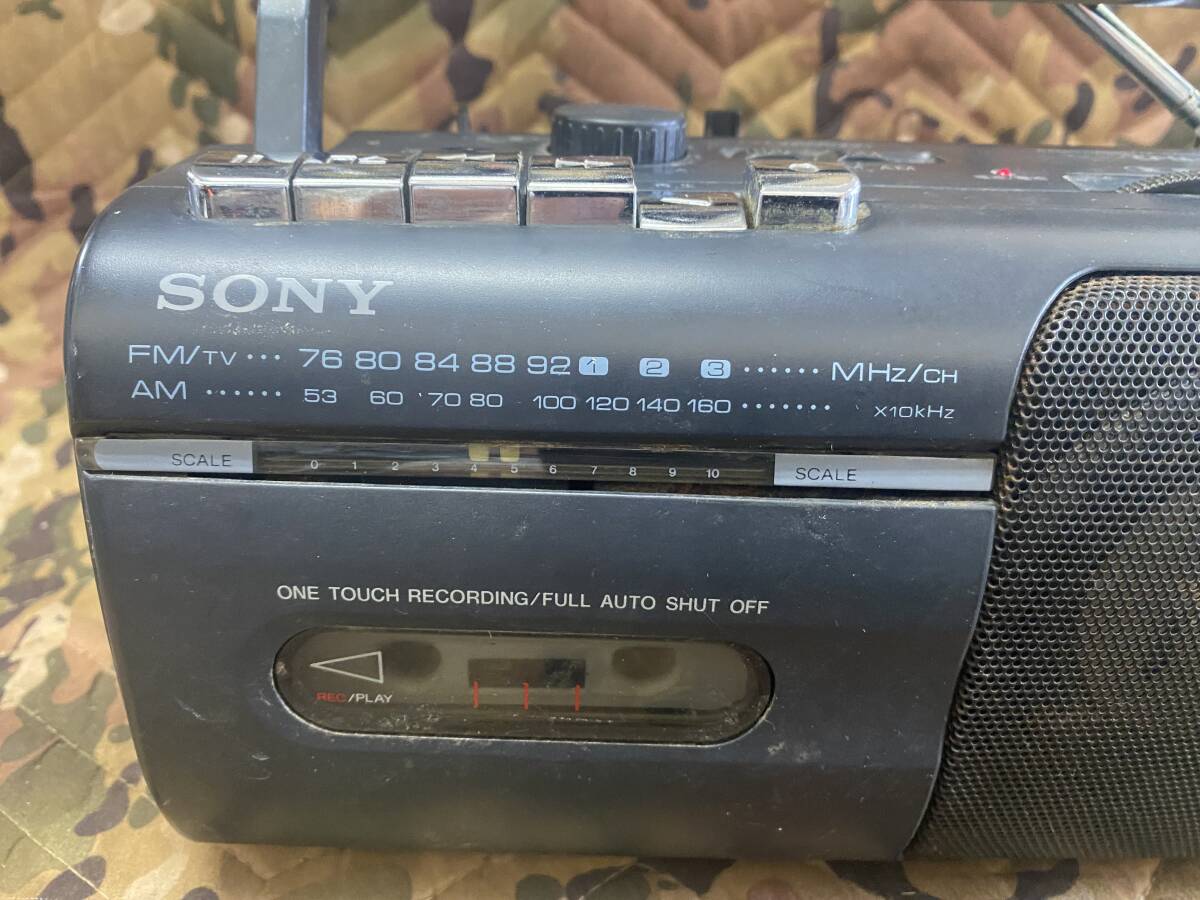 SONY
FM/TV ··· 76 80 84 88 92 1 2 3 ······ MHz/CH
AM ······ 53 60 70 80 100 120 140 160 ······· X10kHz
SCALE 0 1 2 3 4 5 6 7 8 9 10 SCALE
ONE TOUCH RECORDING/FULL AUTO SHUT OFF
REC/PLAY